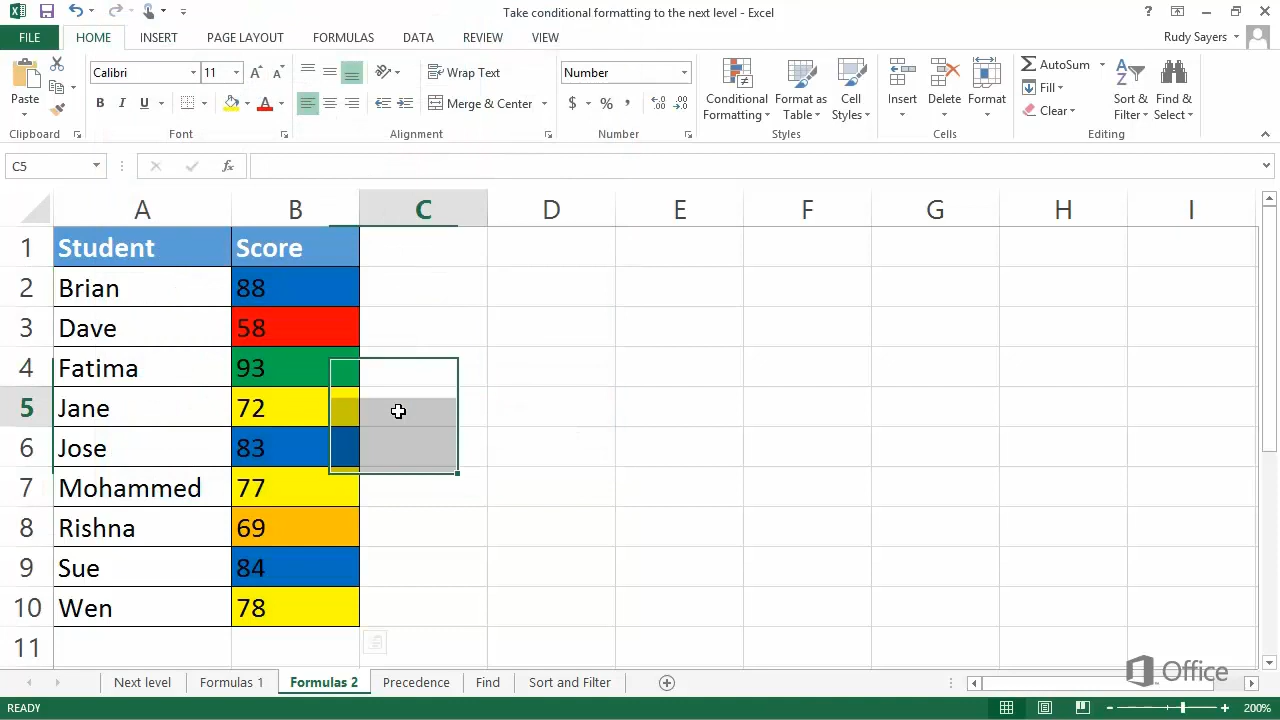 Take conditional formatting to the next level - Excel
FILE HOME INSERT PAGE LAYOUT FORMULAS DATA REVIEW VIEW Rudy Sayers
Calibri 11 Wrap Text Number AutoSum
Paste Conditional Formatting Format as Table Cell Styles Insert Delete Format Fill Sort & Filter Find & Select
B I U Merge & Center $ % , Clear
Clipboard Font Alignment Number Styles Cells Editing
C5 fx
A B C D E F G H I
1 Student Score
2 Brian 88
3 Dave 58
4 Fatima 93
5 Jane 72
6 Jose 83
7 Mohammed 77
8 Rishna 69
9 Sue 84
10 Wen 78
11
Office
Next level Formulas 1 Formulas 2 Precedence Find Sort and Filter
READY 200%